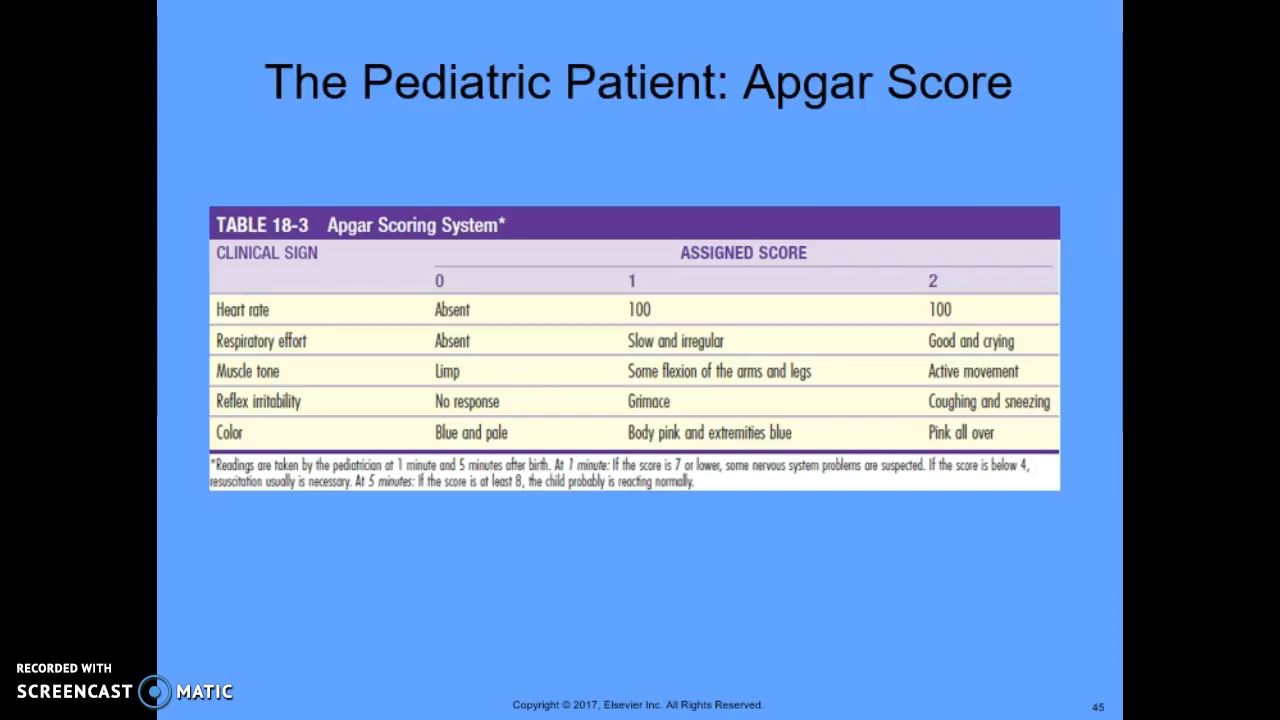 The Pediatric Patient: Apgar Score
TABLE 18-3 Apgar Scoring System*
CLINICAL SIGN ASSIGNED SCORE
0 1 2
Heart rate Absent 100 100
Respiratory effort Absent Slow and irregular Good and crying
Muscle tone Limp Some flexion of the arms and legs Active movement
Reflex irritability No response Grimace Coughing and sneezing
Color Blue and pale Body pink and extremities blue Pink all over
*Readings are taken by the pediatrician at 1 minute and 5 minutes after birth. At 1 minute: If the score is 7 or lower, some nervous system problems are suspected. If the score is below 4,
resuscitation usually is necessary. At 5 minutes: If the score is at least 8, the child probably is reacting normally.
RECORDED WITH
SCREENCAST MATIC
Copyright © 2017, Elsevier Inc. All Rights Reserved.
45